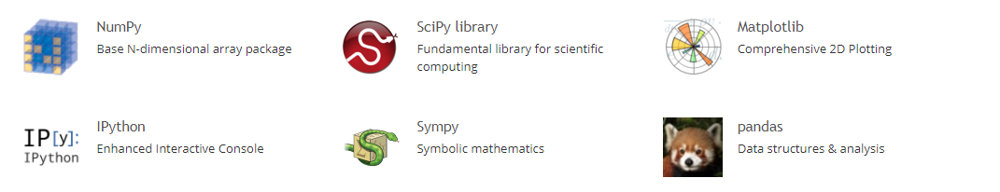 NumPy
Base N-dimensional array package
SciPy library
Fundamental library for scientific
computing
Matplotlib
Comprehensive 2D Plotting
IP[y]:
IPython
IPython
Enhanced Interactive Console
Sympy
Symbolic mathematics
pandas
Data structures & analysis